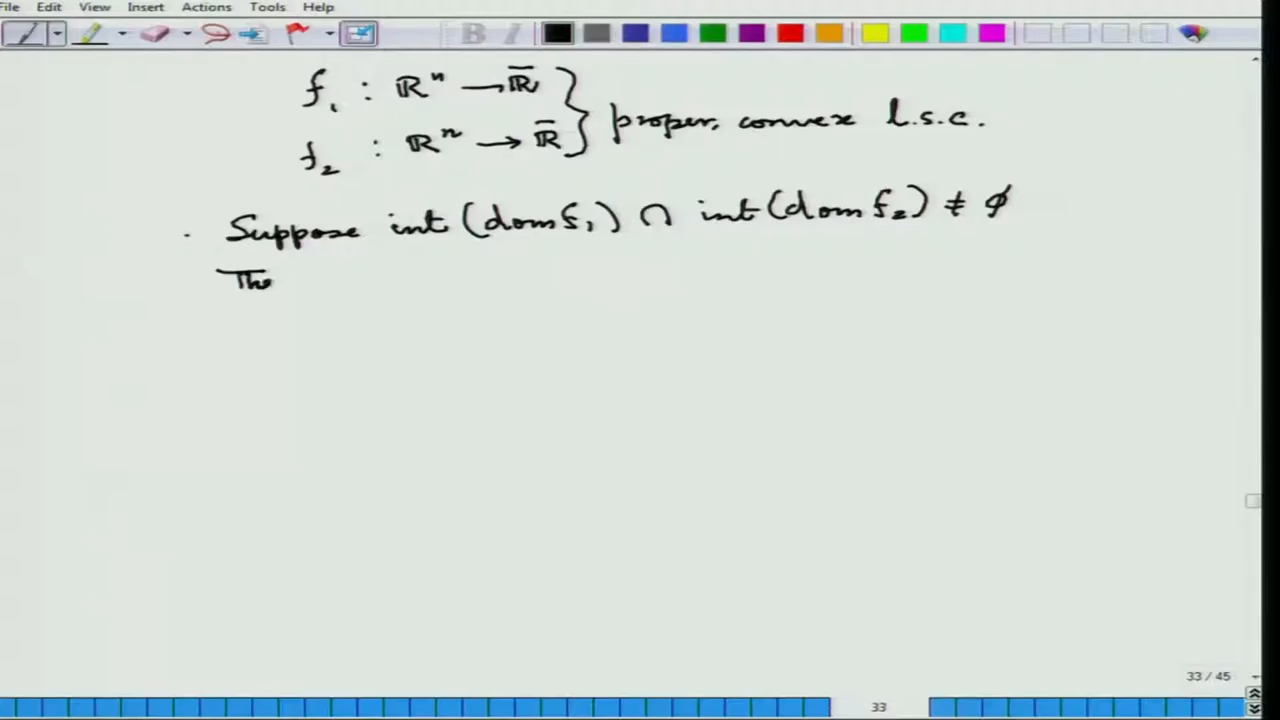 File Edit View Insert Actions Tools Help
f₁ : ℝⁿ → ℝ̄ } proper, convex l.s.c.
f₂ : ℝⁿ → ℝ̄
. Suppose int (dom f₁) ∩ int (dom f₂) ≠ φ
The
33 / 45
33